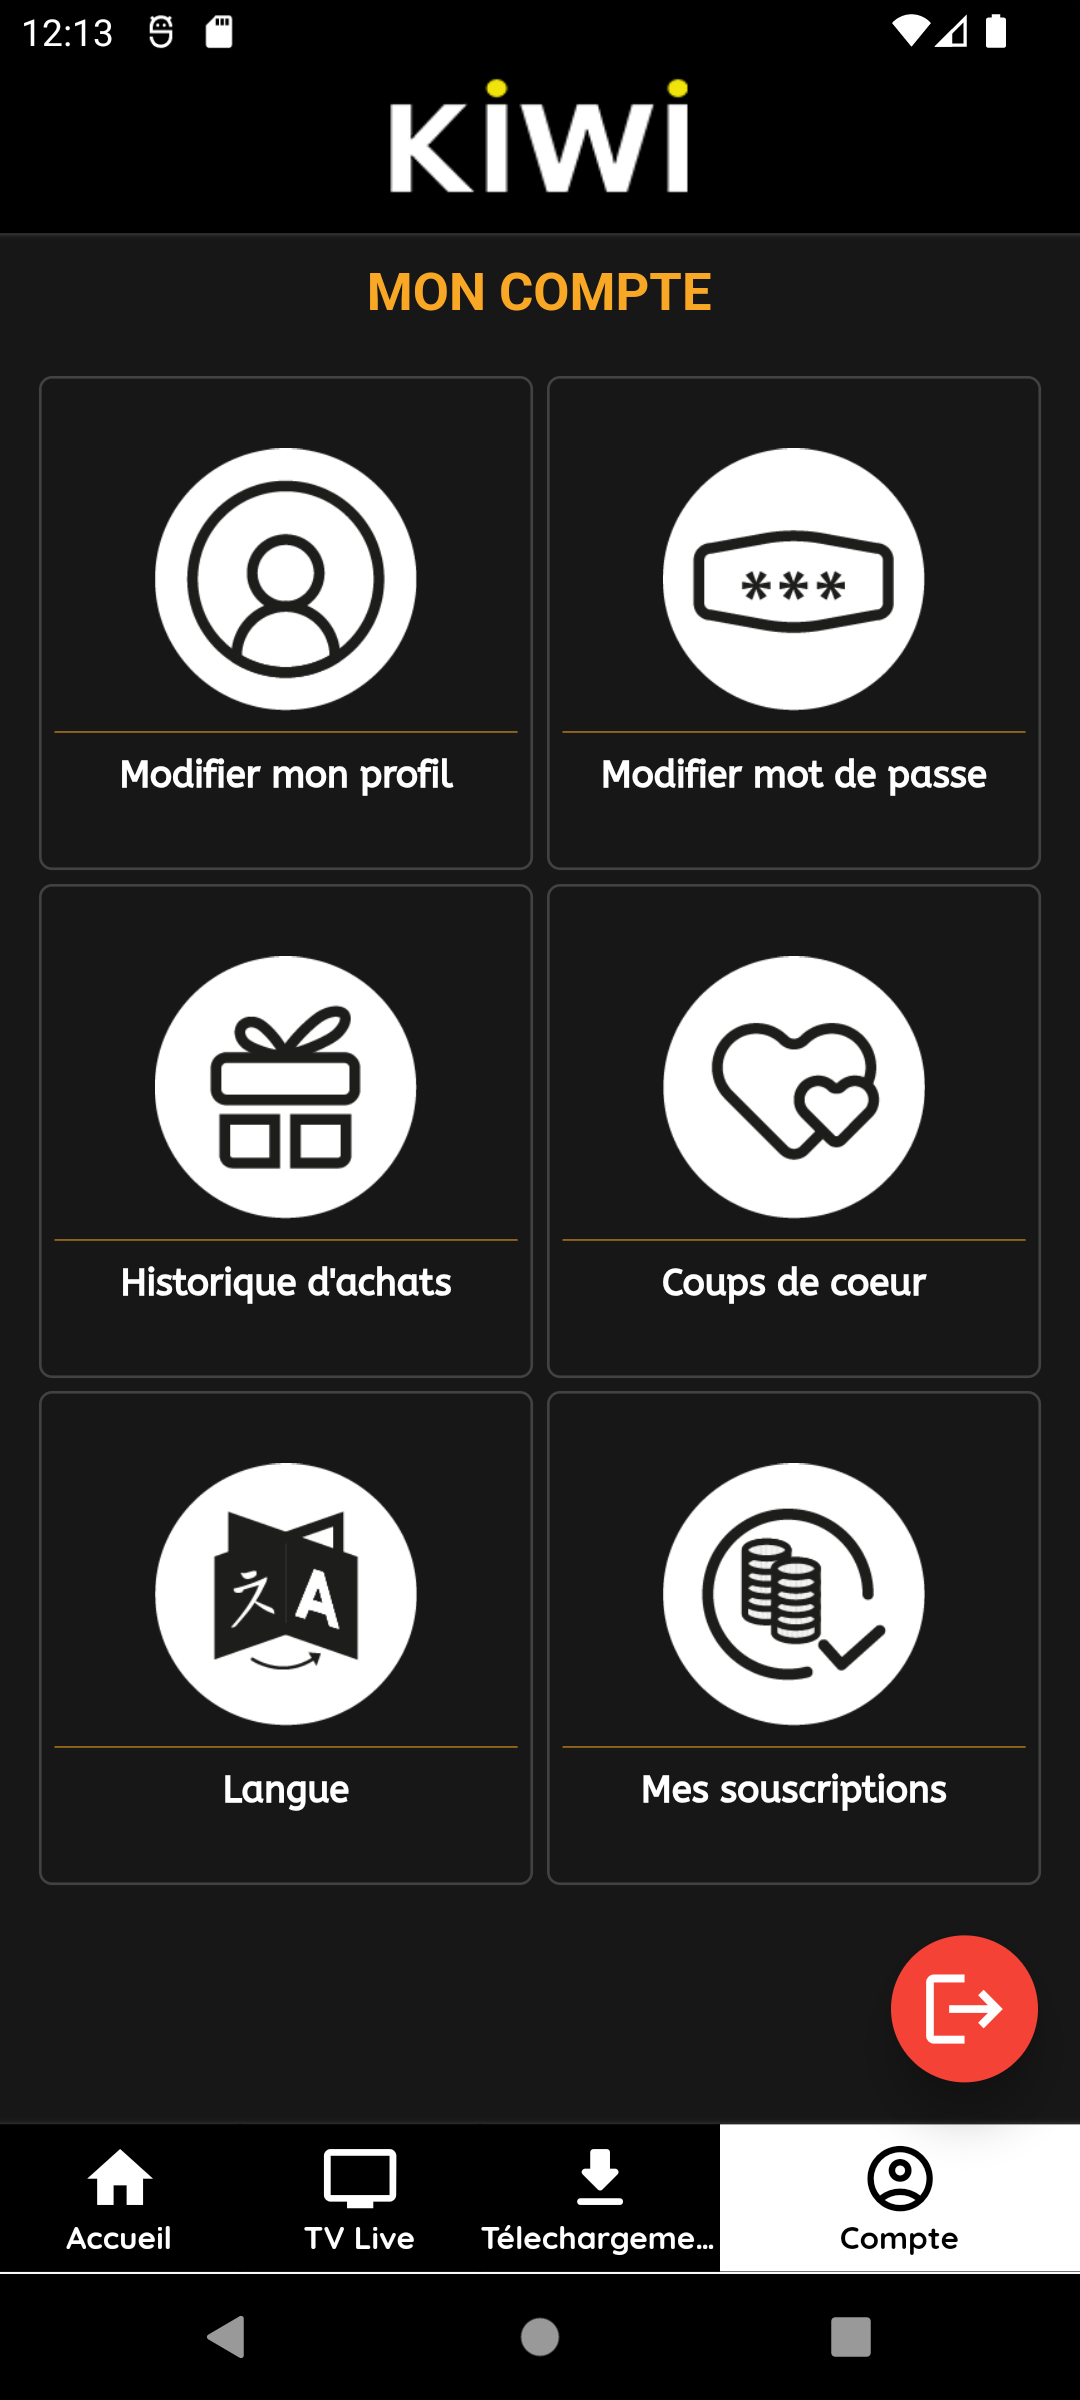 12:13
KiWi
MON COMPTE
Modifier mon profil
Modifier mot de passe
Historique d'achats
Coups de coeur
Langue
Mes souscriptions
Accueil
TV Live
Télechargeme...
Compte